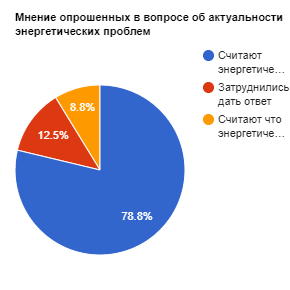 Мнение опрошенных в вопросе об актуальности
энергетических проблем
Считают
энергетиче…
Затруднились
дать ответ
Считают что
энергетиче…
8.8%
12.5%
78.8%